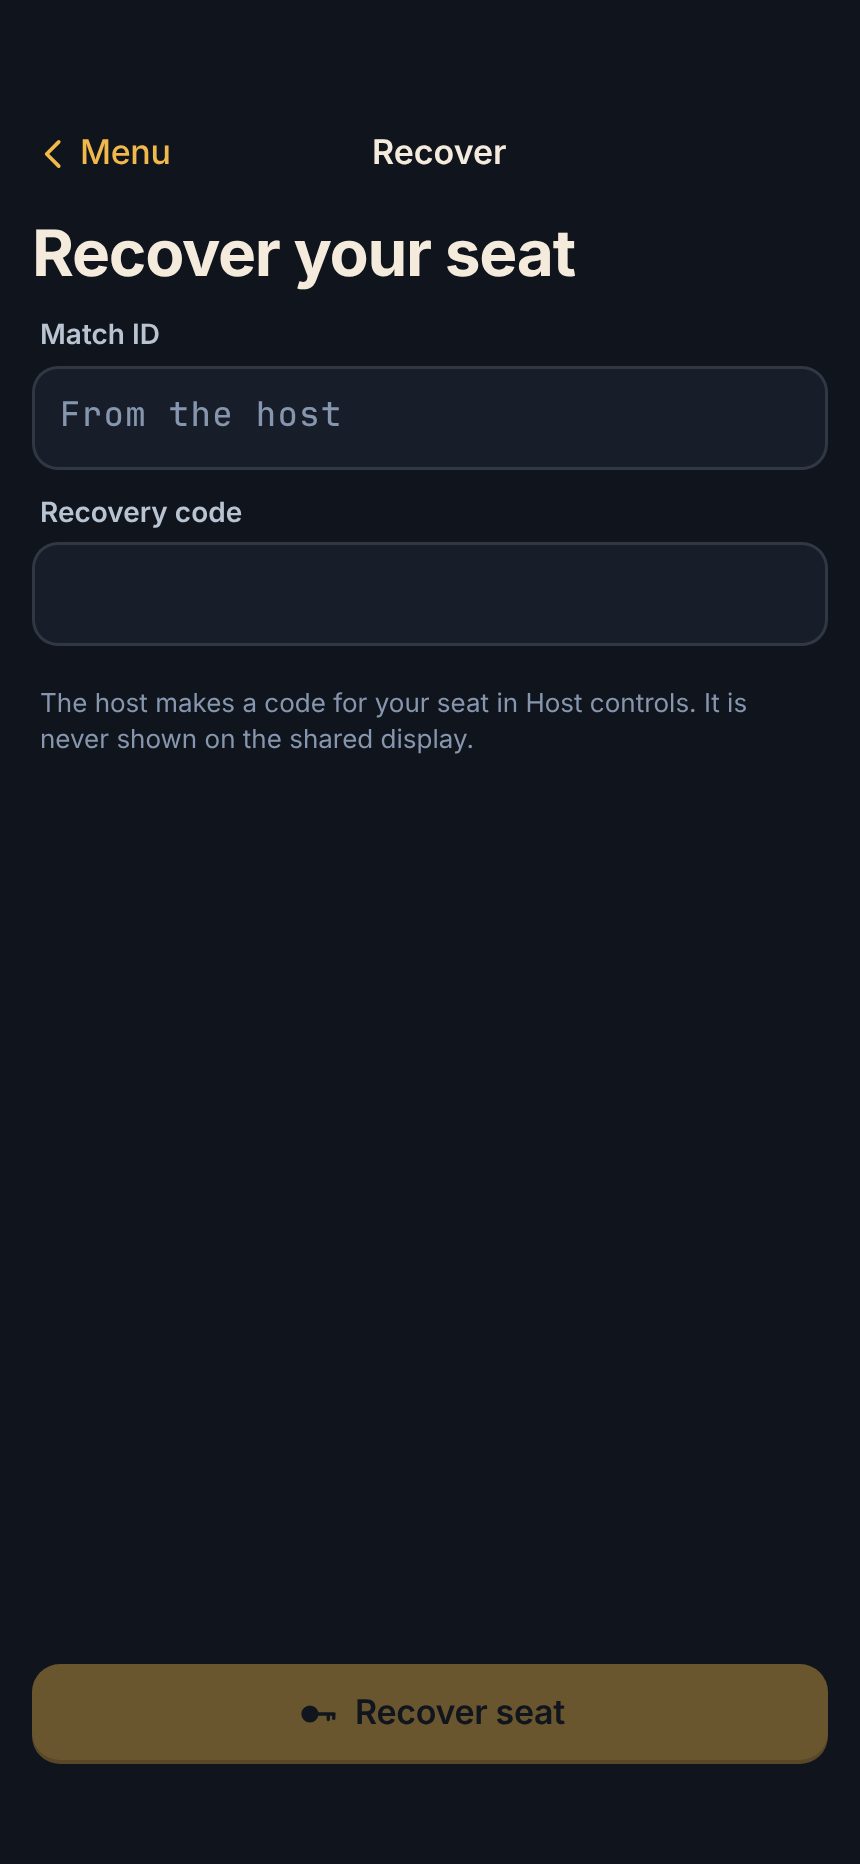 Menu
Recover
Recover your seat
Match ID
From the host
Recovery code
The host makes a code for your seat in Host controls. It is
never shown on the shared display.
Recover seat